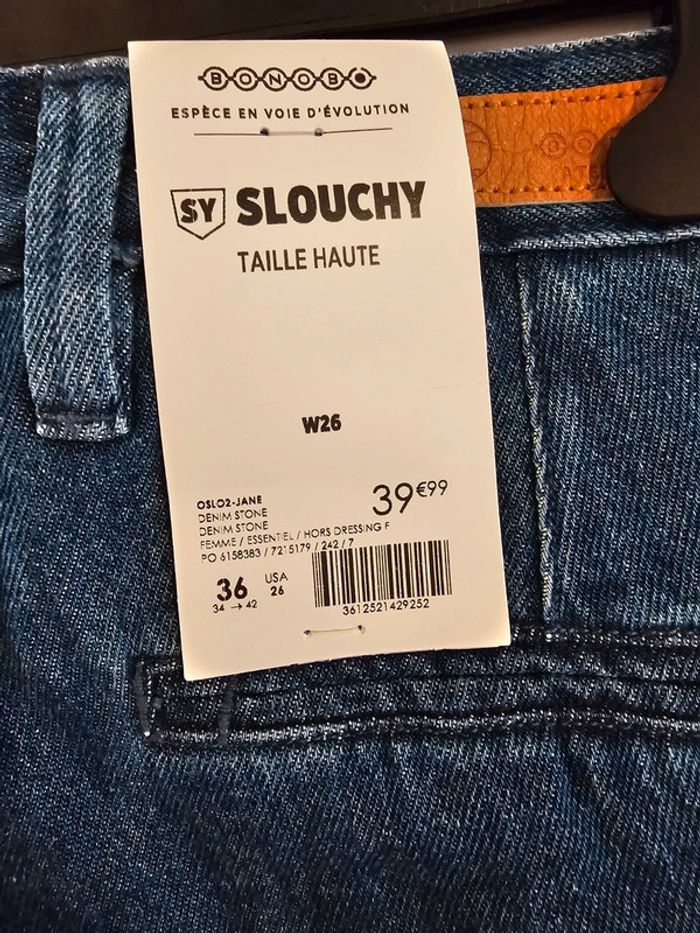 BONOBO
ESPÈCE EN VOIE D'ÉVOLUTION
SY SLOUCHY
TAILLE HAUTE
W26
39€99
OSLO2-JANE
DENIM STONE
DENIM STONE
FEMME / ESSENTIEL / HORS DRESSING F
PO 6158383 / 7215179 / 242 / 7
36 USA 26
34 → 42
3612521429252